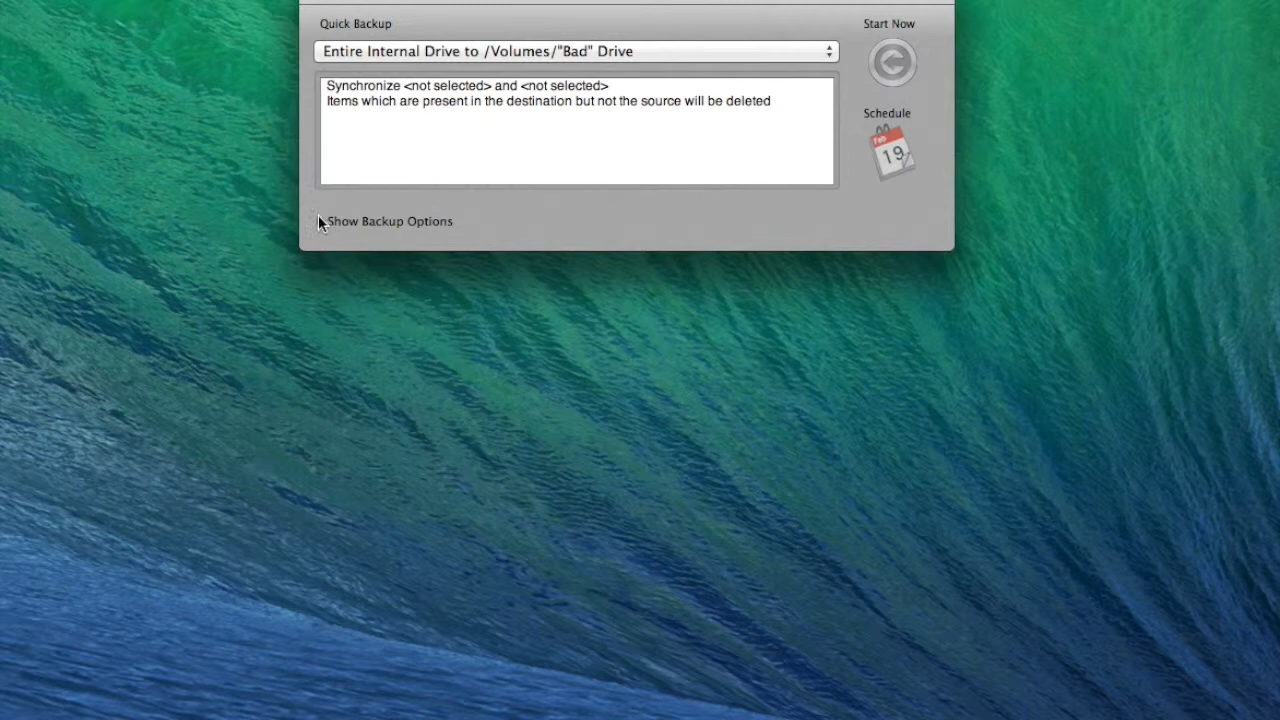 Quick Backup
Start Now
Entire Internal Drive to /Volumes/"Bad" Drive
Synchronize <not selected> and <not selected>
Items which are present in the destination but not the source will be deleted
Schedule
Feb
19
Show Backup Options